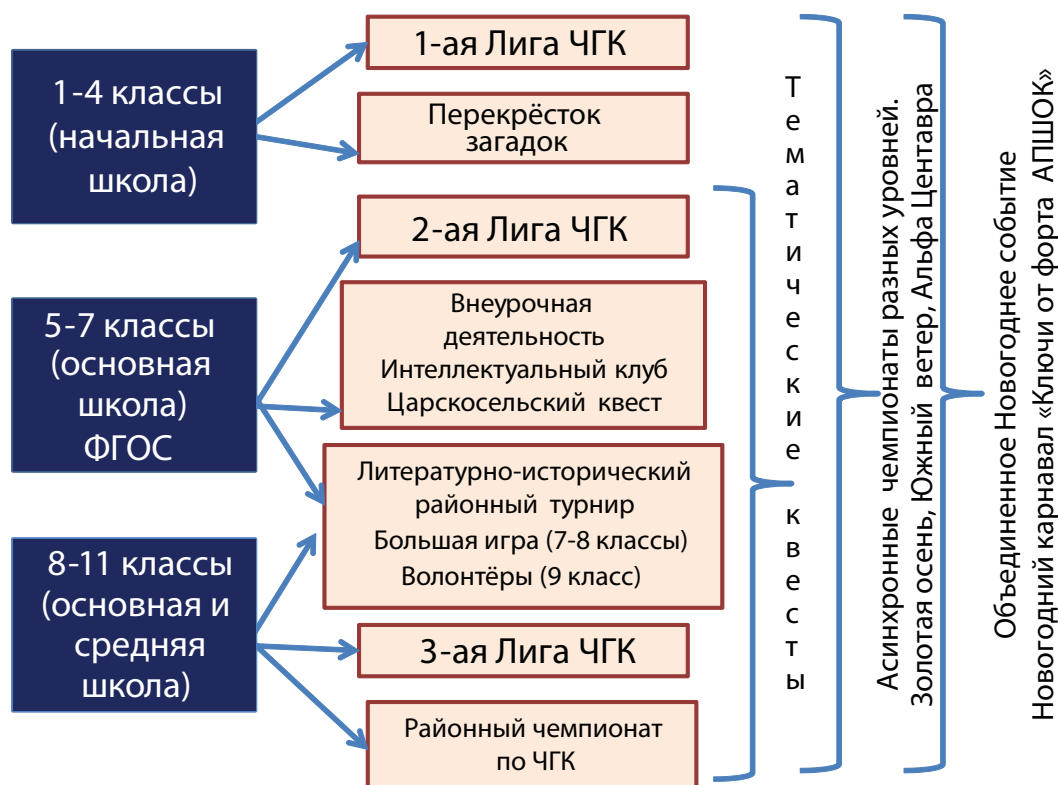 1-4 классы
(начальная
школа)
5-7 классы
(основная
школа)
ФГОС
8-11 классы
(основная и
средняя
школа)
1-ая Лига ЧГК
Перекрёсток
загадок
2-ая Лига ЧГК
Внеурочная
деятельность
Интеллектуальный клуб
Царскосельский квест
Литературно-исторический
районный турнир
Большая игра (7-8 классы)
Волонтёры (9 класс)
3-ая Лига ЧГК
Районный чемпионат
по ЧГК
Тематические квесты
Асинхронные чемпионаты разных уровней.
Золотая осень, Южный ветер, Альфа Центавра
Объединенное Новогоднее событие
Новогодний карнавал «Ключи от форта АПШОК»